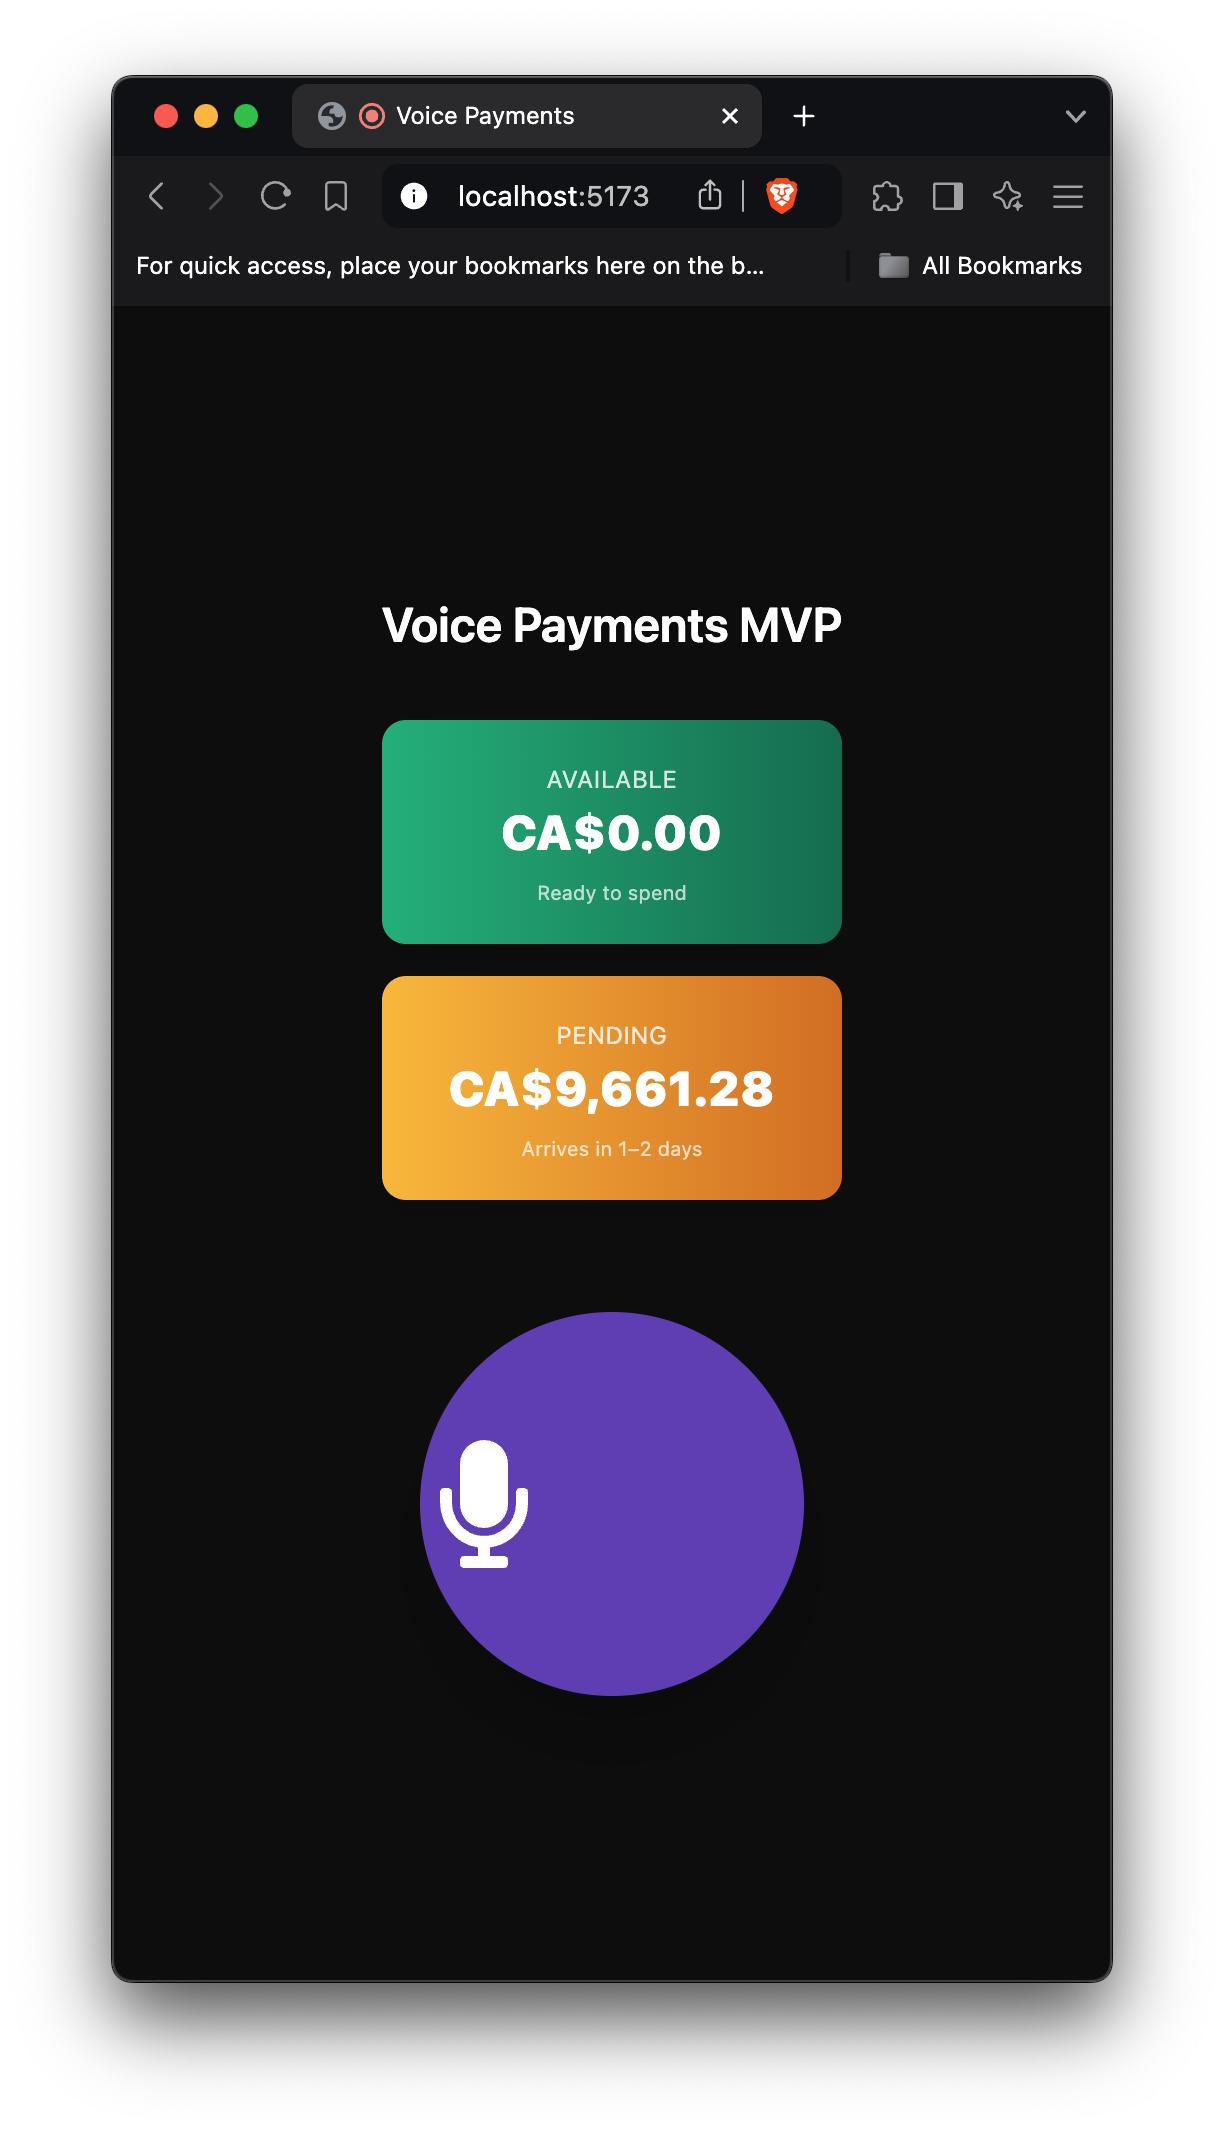 Voice Payments
localhost:5173
For quick access, place your bookmarks here on the b...
All Bookmarks
Voice Payments MVP
AVAILABLE
CA$0.00
Ready to spend
PENDING
CA$9,661.28
Arrives in 1–2 days